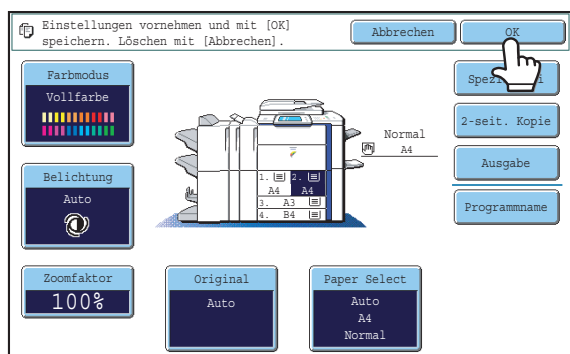 Einstellungen vornehmen und mit [OK]
speichern. Löschen mit [Abbrechen].
Abbrechen
OK
Farbmodus
Vollfarbe
Belichtung
Auto
Zoomfaktor
100%
Original
Auto
Paper Select
Auto
A4
Normal
1.
2.
A4
A4
3. A3
4. B4
Normal
A4
2-seit. Kopie
Ausgabe
Programmname